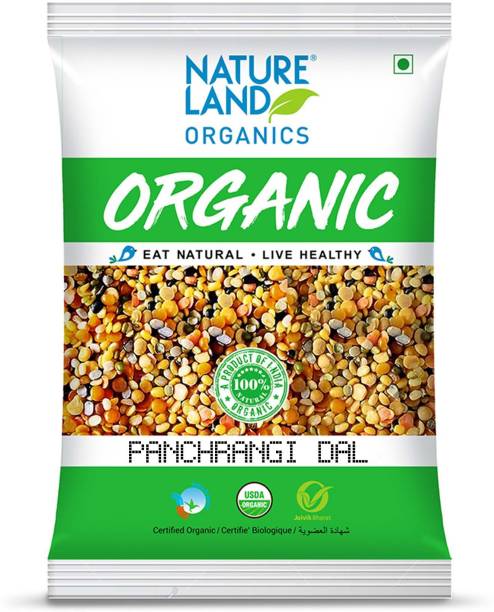 NATURE®
LAND
ORGANICS
ORGANIC
EAT NATURAL • LIVE HEALTHY
A PRODUCT OF INDIA
100%
NATURAL
ORGANIC
PANCHRANGI DAL
USDA
ORGANIC
Jaivik Bharat
Certified Organic / Certifie' Biologique / شهادة العضوية